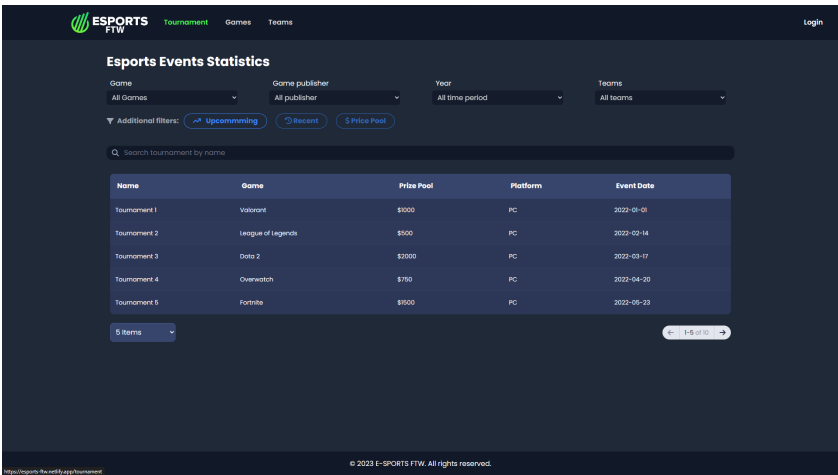 ESPORTS FTW Tournament Games Teams Login
Esports Events Statistics
Game Game publisher Year Teams
All Games All publisher All time period All teams
Additional filters: Upcommming Recent $ Price Pool
Search tournament by name
Name Game Prize Pool Platform Event Date
Tournament 1 Valorant $1000 PC 2022-01-01
Tournament 2 League of Legends $500 PC 2022-02-14
Tournament 3 Dota 2 $2000 PC 2022-03-17
Tournament 4 Overwatch $750 PC 2022-04-20
Tournament 5 Fortnite $1500 PC 2022-05-23
5 Items 1-5 of 10
© 2023 E-SPORTS FTW. All rights reserved.
https://esports-ftw.netlify.app/tournament